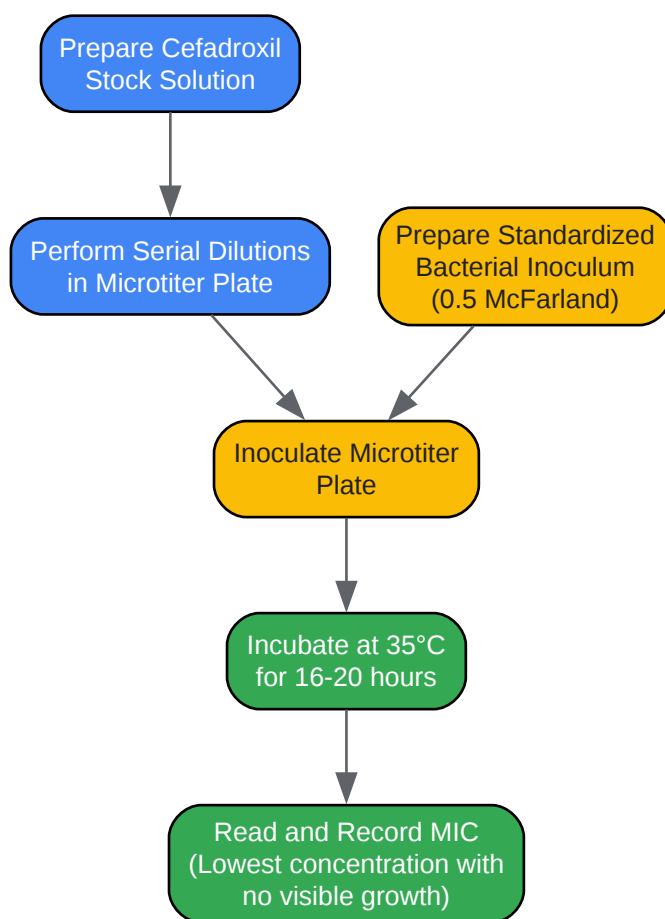 Prepare Cefadroxil
Stock Solution
Perform Serial Dilutions
in Microtiter Plate
Prepare Standardized
Bacterial Inoculum
(0.5 McFarland)
Inoculate Microtiter
Plate
Incubate at 35°C
for 16-20 hours
Read and Record MIC
(Lowest concentration with
no visible growth)